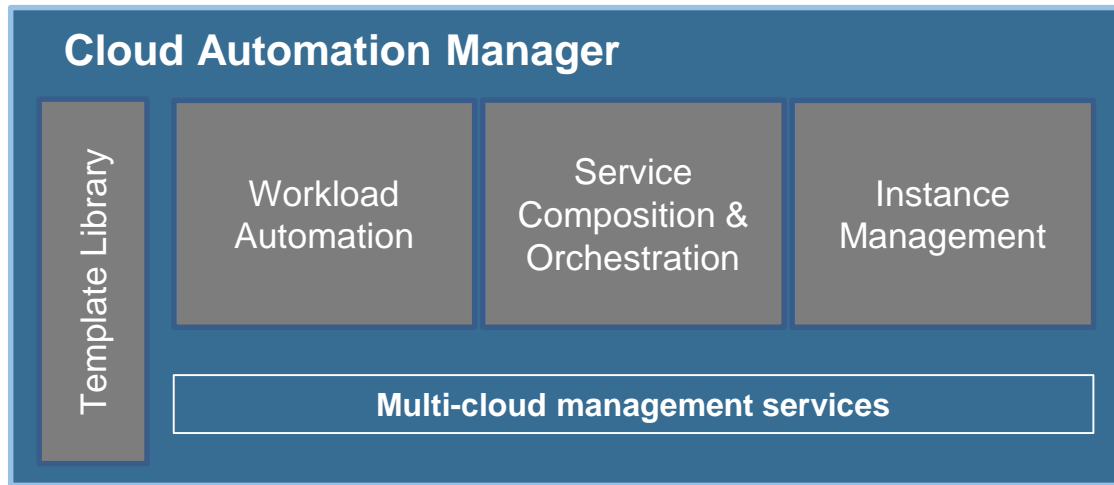 Cloud Automation Manager
Template Library
Workload
Automation
Service
Composition &
Orchestration
Instance
Management
Multi-cloud management services